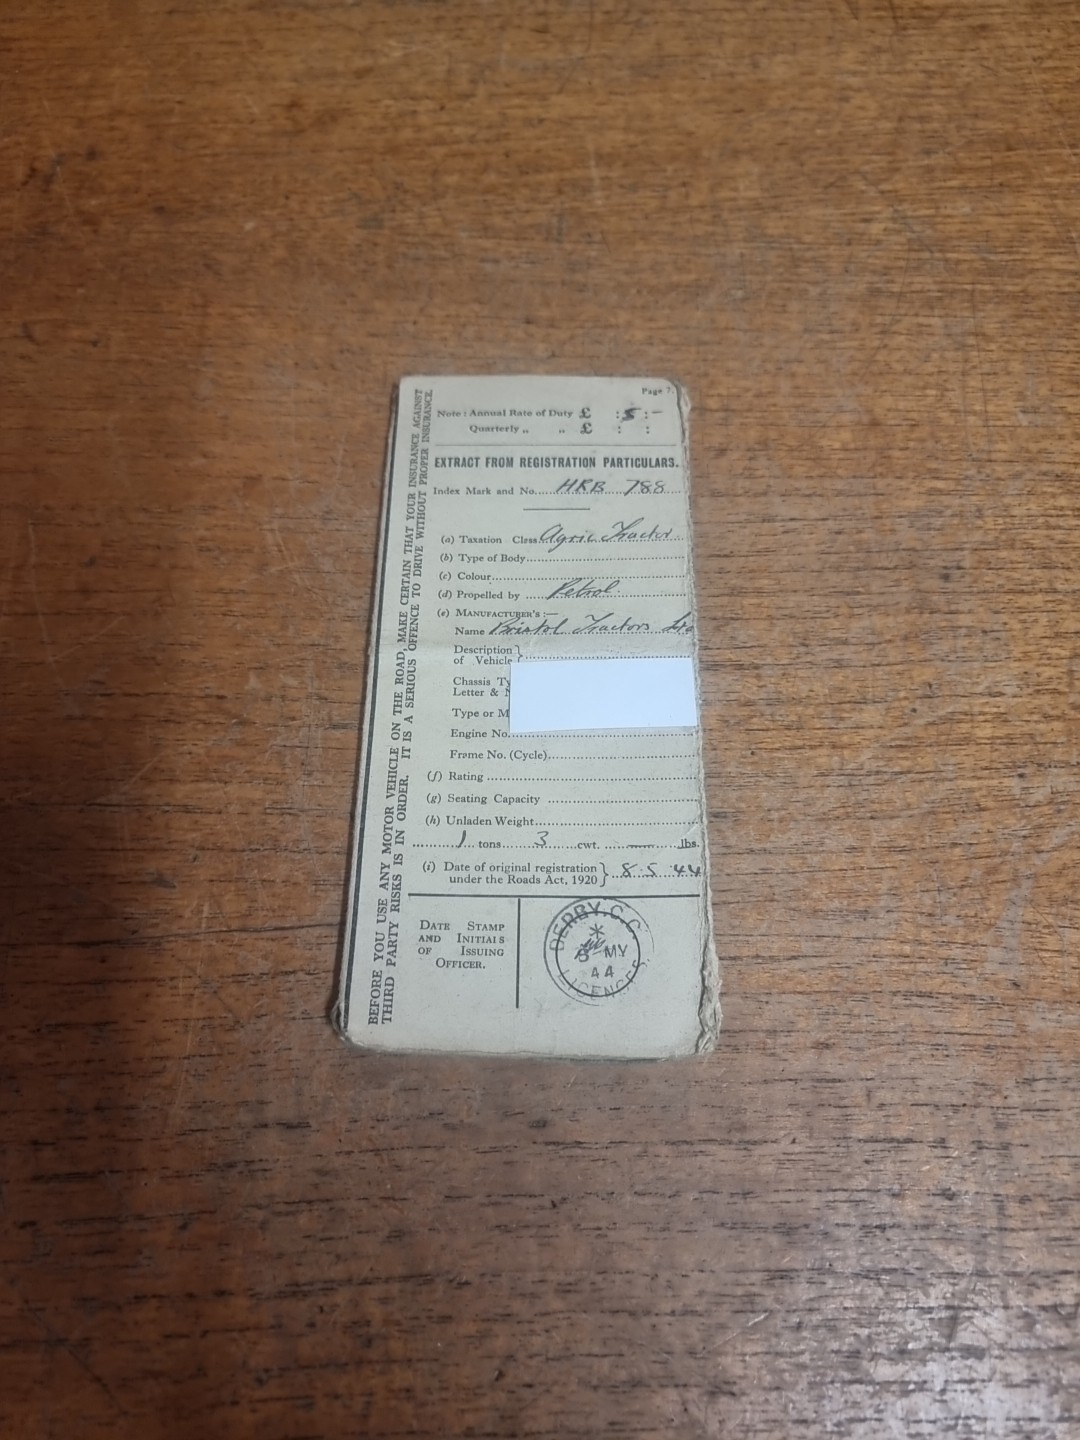 Page 7.
Note : Annual Rate of Duty £ : 5 : —
Quarterly „ „ £ : :
EXTRACT FROM REGISTRATION PARTICULARS.
Index Mark and No. HRB 788
(a) Taxation Class Agric Tractor
(b) Type of Body
(c) Colour
(d) Propelled by Petrol.
(e) MANUFACTURER'S :—
Name Bristol Tractors Ltd
Description
of Vehicle
Chassis Ty
Letter & N
Type or M
Engine No.
Frame No. (Cycle)
(f) Rating
(g) Seating Capacity
(h) Unladen Weight
1 tons 3 cwt. — lbs.
(i) Date of original registration
under the Roads Act, 1920 } 8.5.44
DATE STAMP
AND INITIALS
OF ISSUING
OFFICER.
DERBY. C.C.
8 MY
44
LICENCES.
BEFORE YOU USE ANY MOTOR VEHICLE ON THE ROAD, MAKE CERTAIN THAT YOUR INSURANCE AGAINST
THIRD PARTY RISKS IS IN ORDER. IT IS A SERIOUS OFFENCE TO DRIVE WITHOUT PROPER INSURANCE.